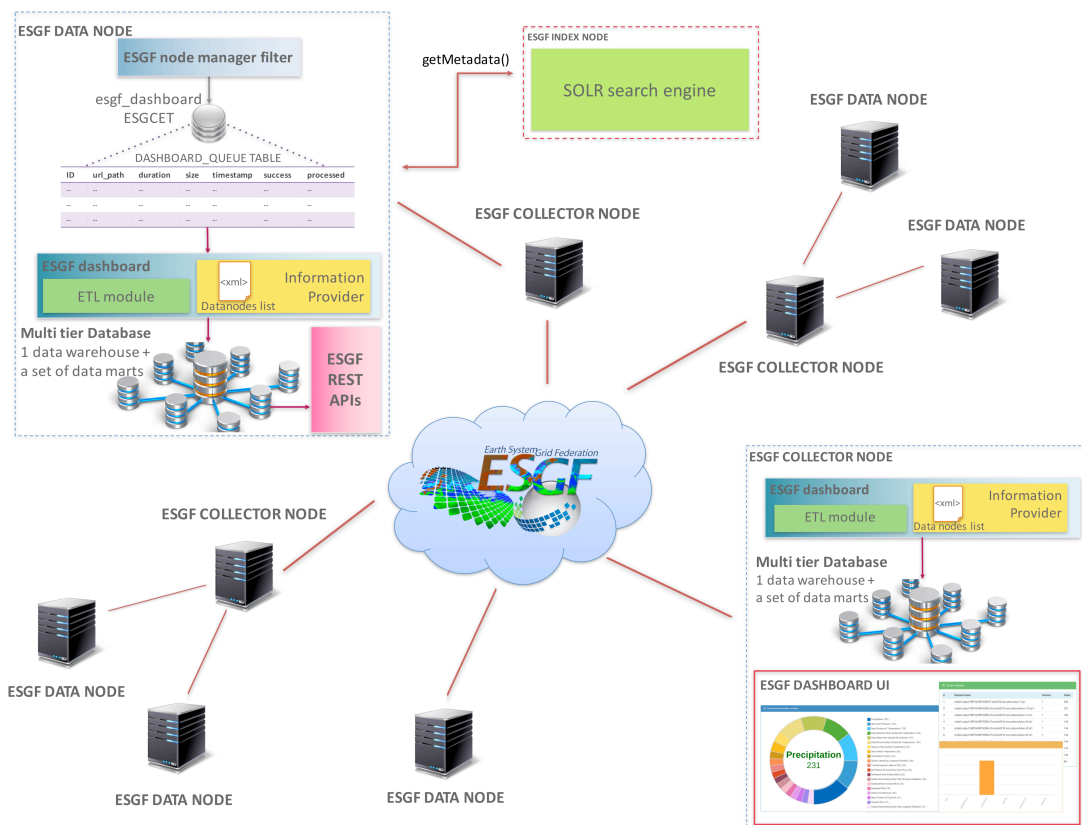 ESGF DATA NODE
ESGF node manager filter
esgf_dashboard
ESGCET
DASHBOARD_QUEUE TABLE
ID url_path duration size timestamp success processed
... ... ... ... ... ... ...
... ... ... ... ... ... ...
... ... ... ... ... ... ...
ESGF dashboard
ETL module
<xml>
Datanodes list
Information
Provider
Multi tier Database
1 data warehouse +
a set of data marts
ESGF
REST
APIs
getMetadata()
ESGF INDEX NODE
SOLR search engine
ESGF COLLECTOR NODE
ESGF DATA NODE
ESGF DATA NODE
ESGF COLLECTOR NODE
Earth System Grid Federation
ESGF
ESGF COLLECTOR NODE
ESGF DATA NODE
ESGF DATA NODE
ESGF DATA NODE
ESGF COLLECTOR NODE
ESGF dashboard
ETL module
<xml>
Data nodes list
Information
Provider
Multi tier Database
1 data warehouse +
a set of data marts
ESGF DASHBOARD UI
Precipitation
231